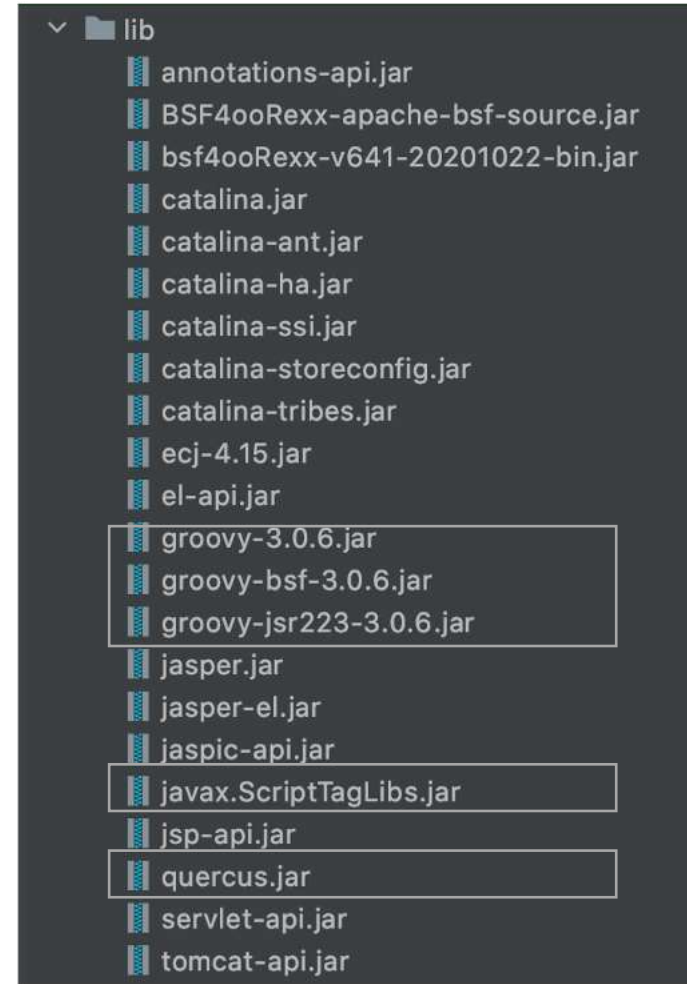 lib
annotations-api.jar
BSF4ooRexx-apache-bsf-source.jar
bsf4ooRexx-v641-20201022-bin.jar
catalina.jar
catalina-ant.jar
catalina-ha.jar
catalina-ssi.jar
catalina-storeconfig.jar
catalina-tribes.jar
ecj-4.15.jar
el-api.jar
groovy-3.0.6.jar
groovy-bsf-3.0.6.jar
groovy-jsr223-3.0.6.jar
jasper.jar
jasper-el.jar
jaspic-api.jar
javax.ScriptTagLibs.jar
jsp-api.jar
quercus.jar
servlet-api.jar
tomcat-api.jar